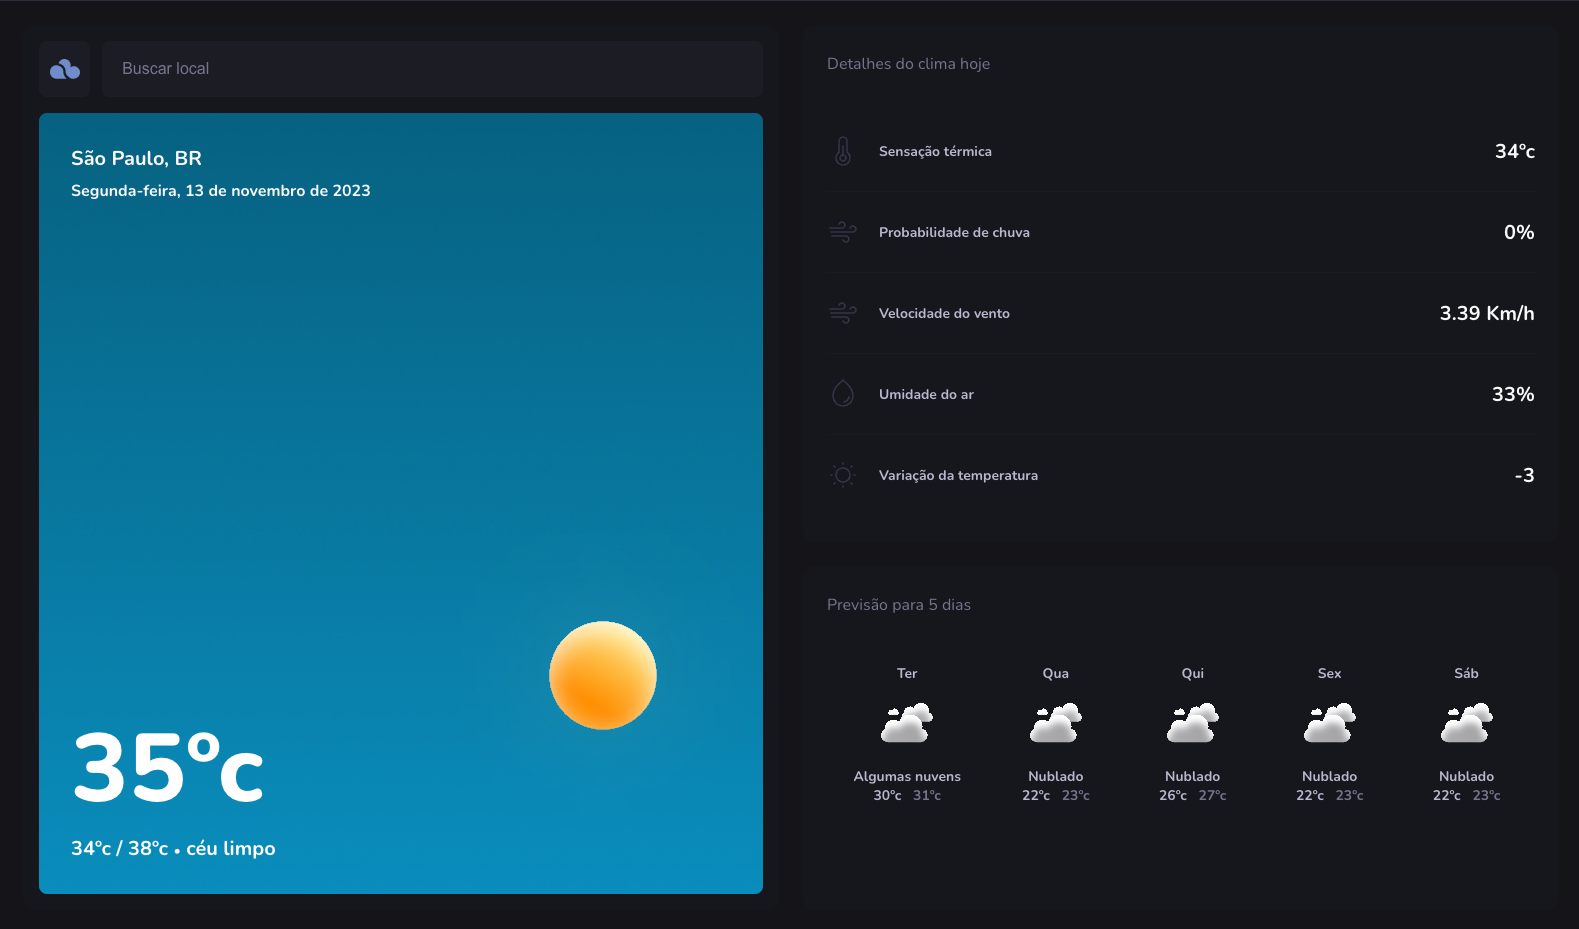 Buscar local
São Paulo, BR
Segunda-feira, 13 de novembro de 2023
35ºc
34ºc / 38ºc • céu limpo
Detalhes do clima hoje
Sensação térmica 34ºc
Probabilidade de chuva 0%
Velocidade do vento 3.39 Km/h
Umidade do ar 33%
Variação da temperatura -3
Previsão para 5 dias
Ter Qua Qui Sex Sáb
Algumas nuvens Nublado Nublado Nublado Nublado
30ºc 31ºc 22ºc 23ºc 26ºc 27ºc 22ºc 23ºc 22ºc 23ºc